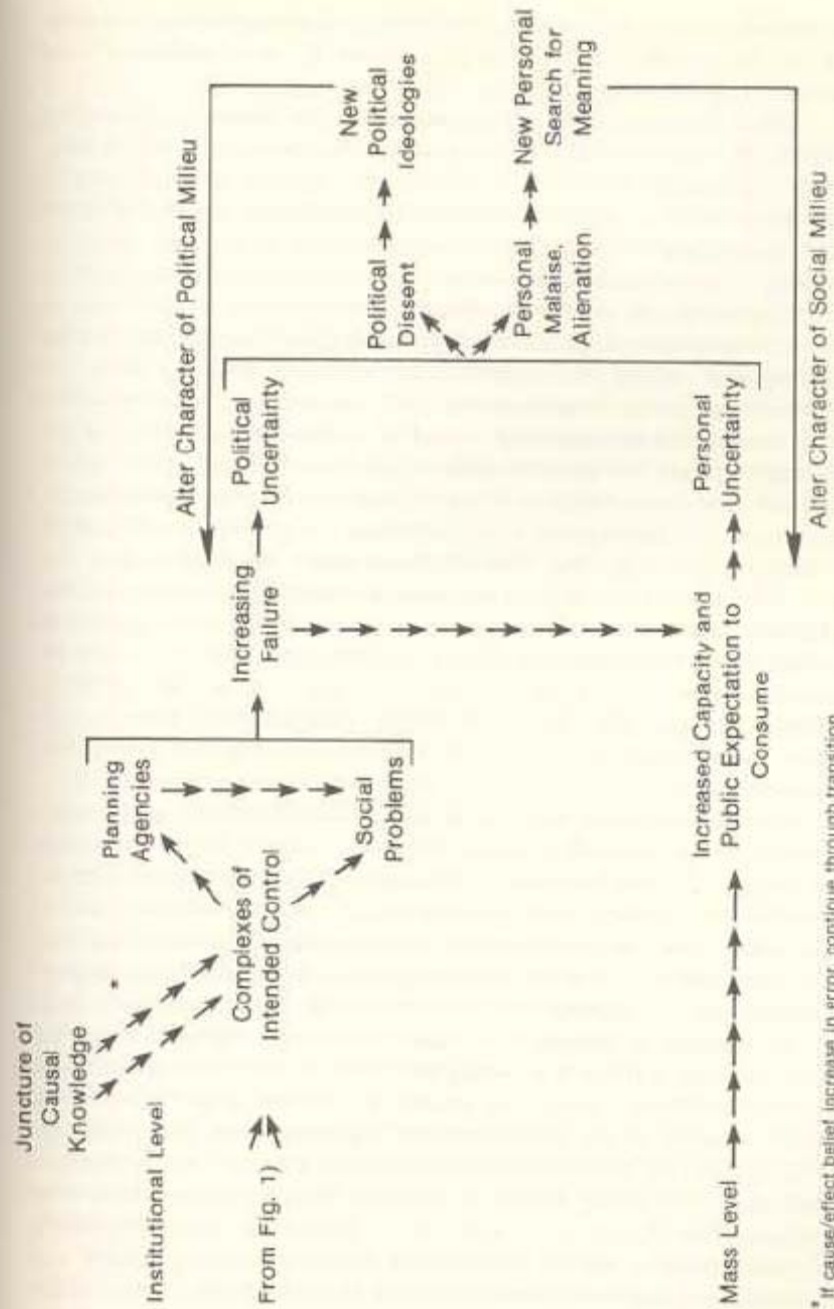 Juncture of
Causal
Knowledge
*
Institutional Level
From Fig. 1)
Complexes of
Intended Control
Planning
Agencies
Social
Problems
Increasing
Failure
Political
Uncertainty
Alter Character of Political Milieu
Political
Dissent
New
Political
Ideologies
Personal
Malaise,
Alienation
New Personal
Search for
Meaning
Mass Level
Increased Capacity and
Public Expectation to
Consume
Personal
Uncertainty
Alter Character of Social Milieu
* If cause/effect belief increase in error, continue through transition